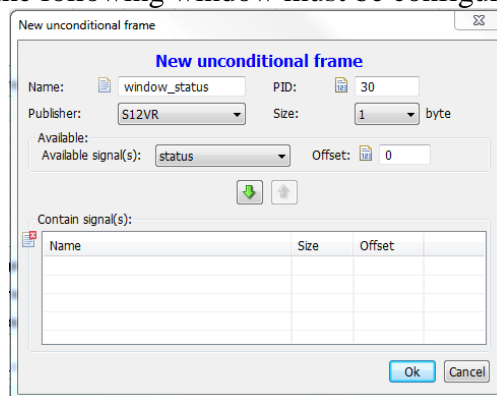 the following window must be configur
New unconditional frame
New unconditional frame
Name: window_status PID: 30
Publisher: S12VR Size: 1 byte
Available:
Available signal(s): status Offset: 0
Contain signal(s):
Name Size Offset
Ok Cancel